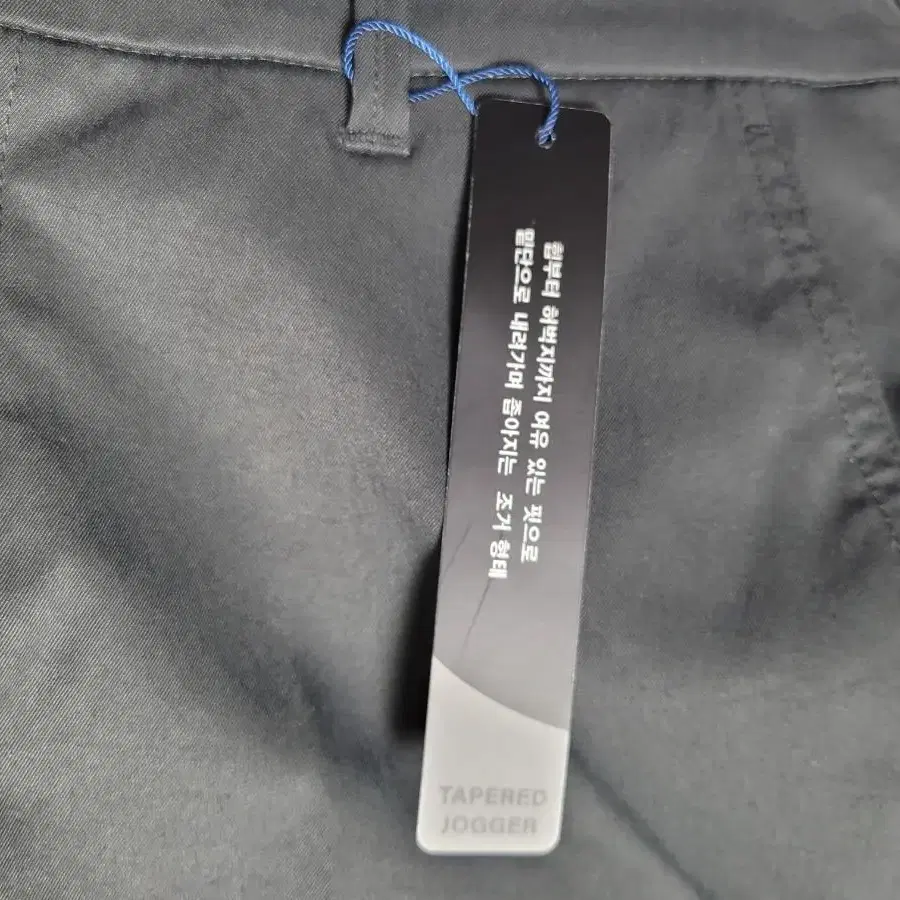 힙부터 허벅지까지 여유 있는 핏으로
밑단으로 내려가며 좁아지는 조거 형태
TAPERED
JOGGER